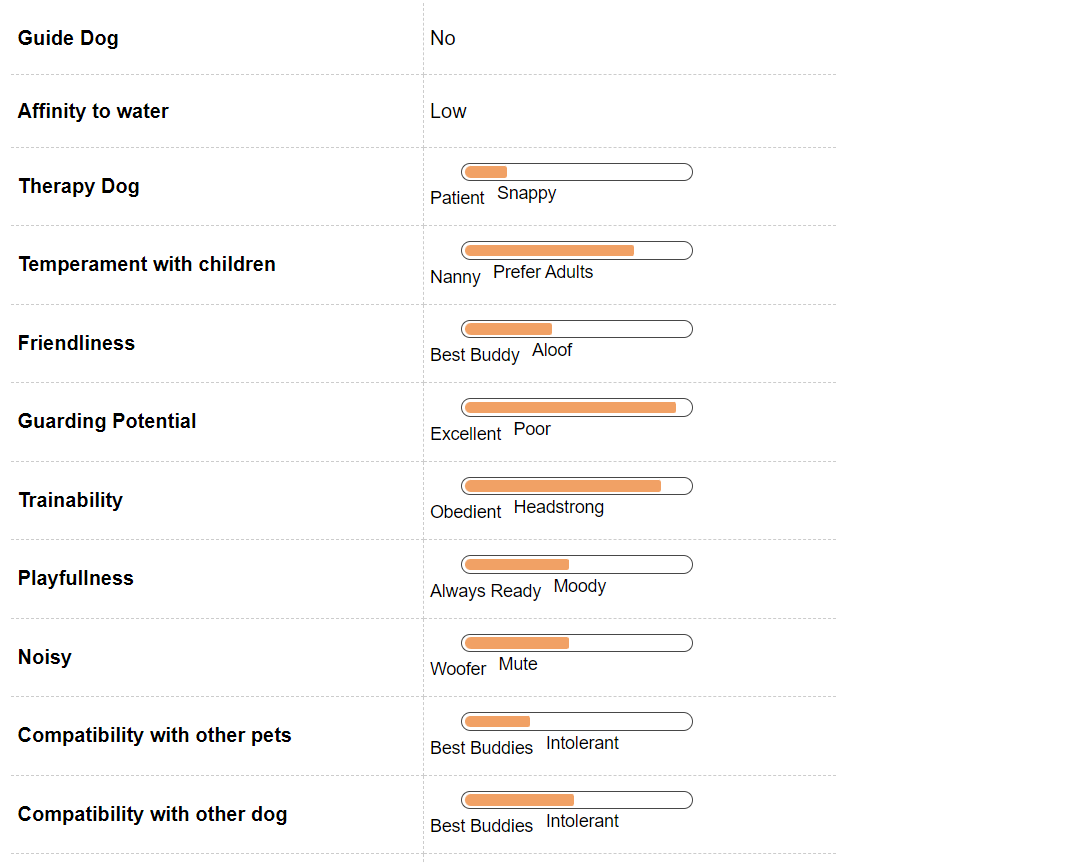 Guide Dog No
Affinity to water Low
Therapy Dog
Patient Snappy
Temperament with children
Nanny Prefer Adults
Friendliness
Best Buddy Aloof
Guarding Potential
Excellent Poor
Trainability
Obedient Headstrong
Playfullness
Always Ready Moody
Noisy
Woofer Mute
Compatibility with other pets
Best Buddies Intolerant
Compatibility with other dog
Best Buddies Intolerant